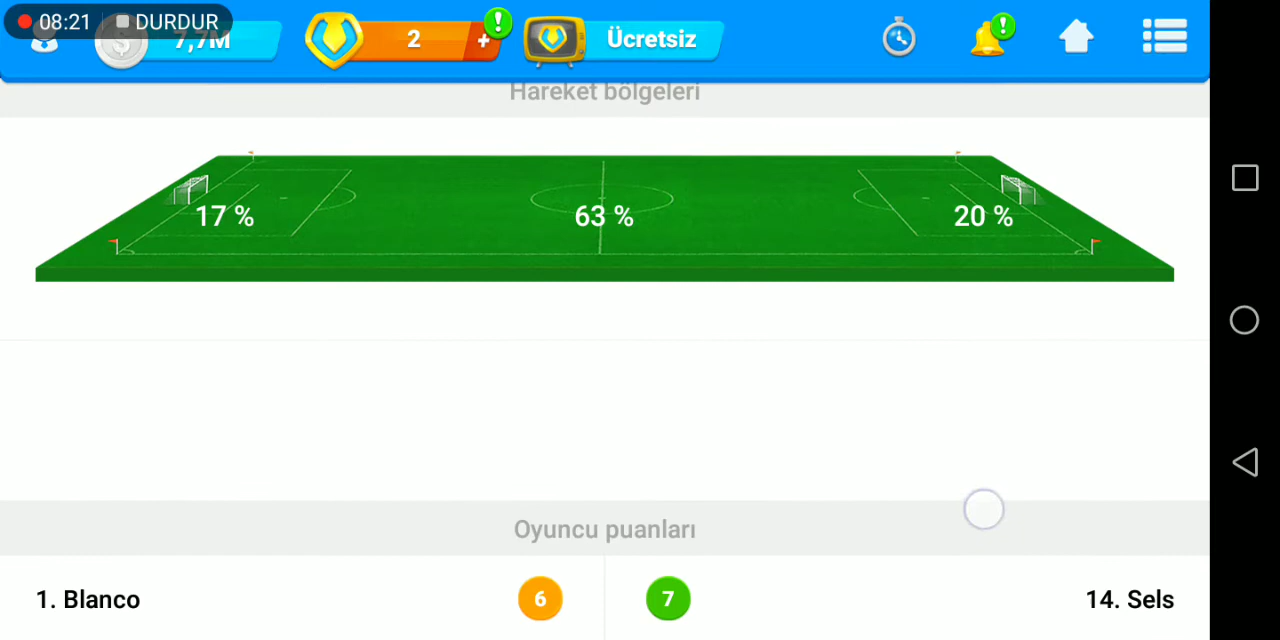 08:21 DURDUR
7,7M
2
+
!
Ücretsiz
!
Hareket bölgeleri
17 %
63 %
20 %
Oyuncu puanları
1. Blanco
6
7
14. Sels